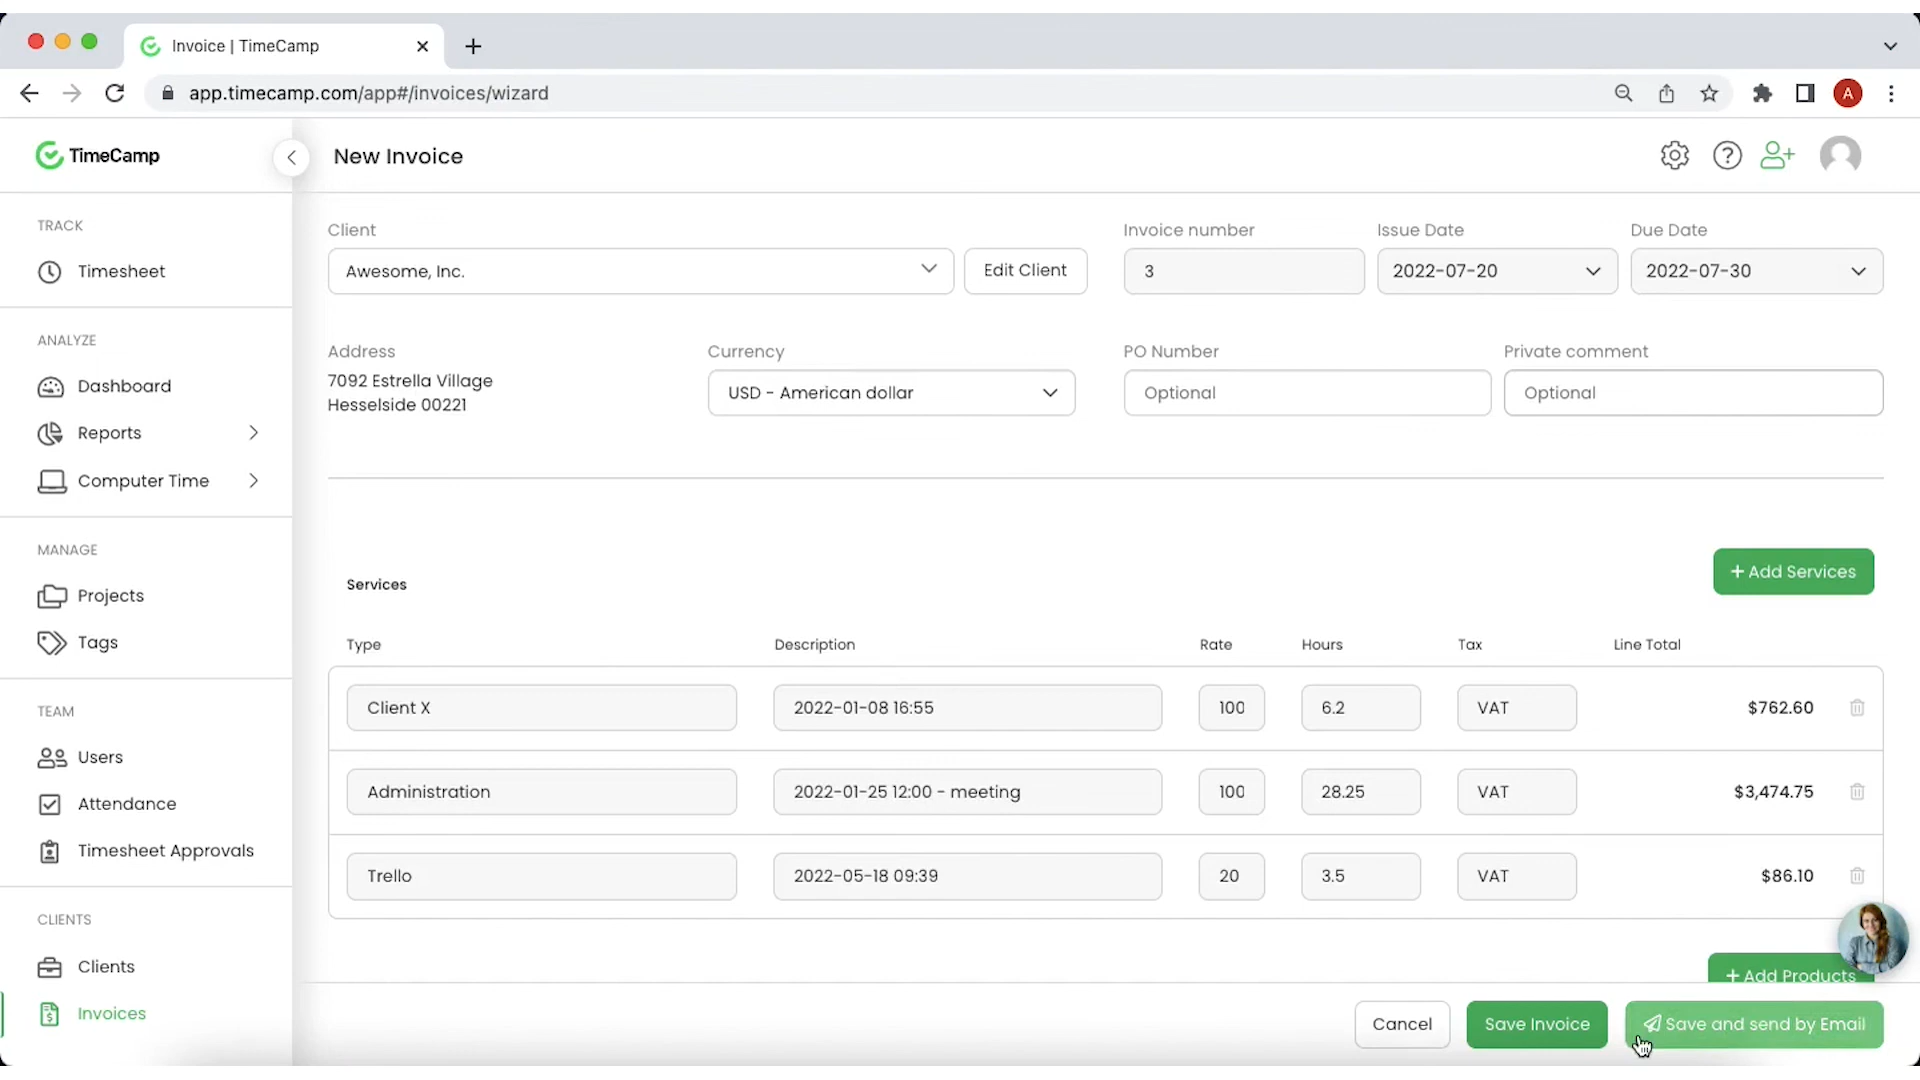 Invoice | TimeCamp
app.timecamp.com/app#/invoices/wizard
A
TimeCamp
New Invoice
TRACK
Timesheet
ANALYZE
Dashboard
Reports
Computer Time
MANAGE
Projects
Tags
TEAM
Users
Attendance
Timesheet Approvals
CLIENTS
Clients
Invoices
Client
Invoice number
Issue Date
Due Date
Awesome, Inc.
Edit Client
3
2022-07-20
2022-07-30
Address
Currency
PO Number
Private comment
7092 Estrella Village
Hesselside 00221
USD - American dollar
Optional
Optional
+ Add Services
Services
Type Description Rate Hours Tax Line Total
Client X 2022-01-08 16:55 100 6.2 VAT $762.60
Administration 2022-01-25 12:00 - meeting 100 28.25 VAT $3,474.75
Trello 2022-05-18 09:39 20 3.5 VAT $86.10
+ Add Products
Cancel
Save Invoice
Save and send by Email